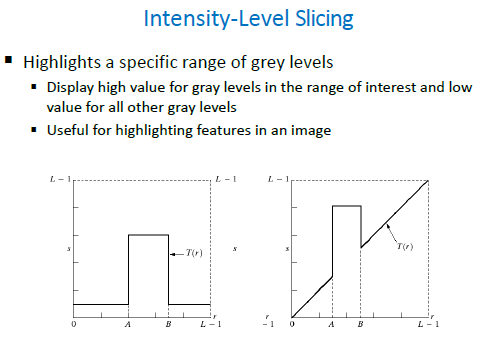 Intensity-Level Slicing
▪ Highlights a specific range of grey levels
▪ Display high value for gray levels in the range of interest and low
value for all other gray levels
▪ Useful for highlighting features in an image
L − 1
L − 1
L − 1
s
T(r)
s
s
T(r)
r
r
r
0
A
B
L − 1
− 1
0
A
B
L − 1